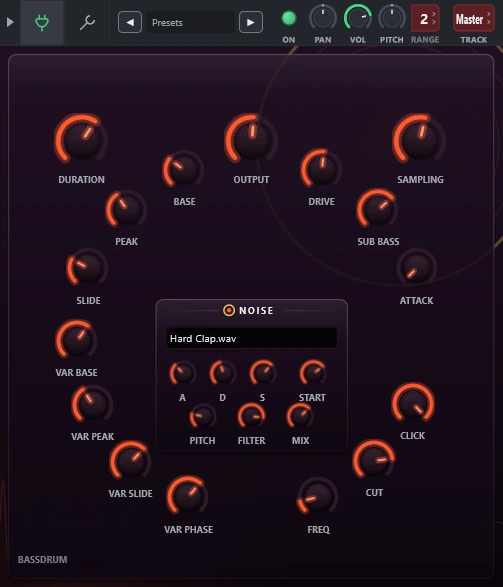 Presets
2
Master
ON PAN VOL PITCH RANGE TRACK
DURATION
OUTPUT
SAMPLING
BASE
DRIVE
PEAK
SUB BASS
SLIDE
ATTACK
NOISE
Hard Clap.wav
VAR BASE
A D S START
VAR PEAK
PITCH FILTER MIX
CLICK
VAR SLIDE
CUT
VAR PHASE
FREQ
BASSDRUM